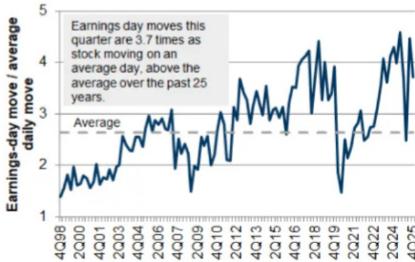 5
4
3
2
1
Earnings-day move / average
daily move
Earnings day moves this
quarter are 3.7 times as
stock moving on an
average day, above the
average over the past 25
years.
Average
4Q98
2Q00
4Q01
2Q03
4Q04
2Q06
4Q07
2Q09
4Q10
2Q12
4Q13
2Q15
4Q16
2Q18
4Q19
2Q21
4Q22
2Q24
4Q25